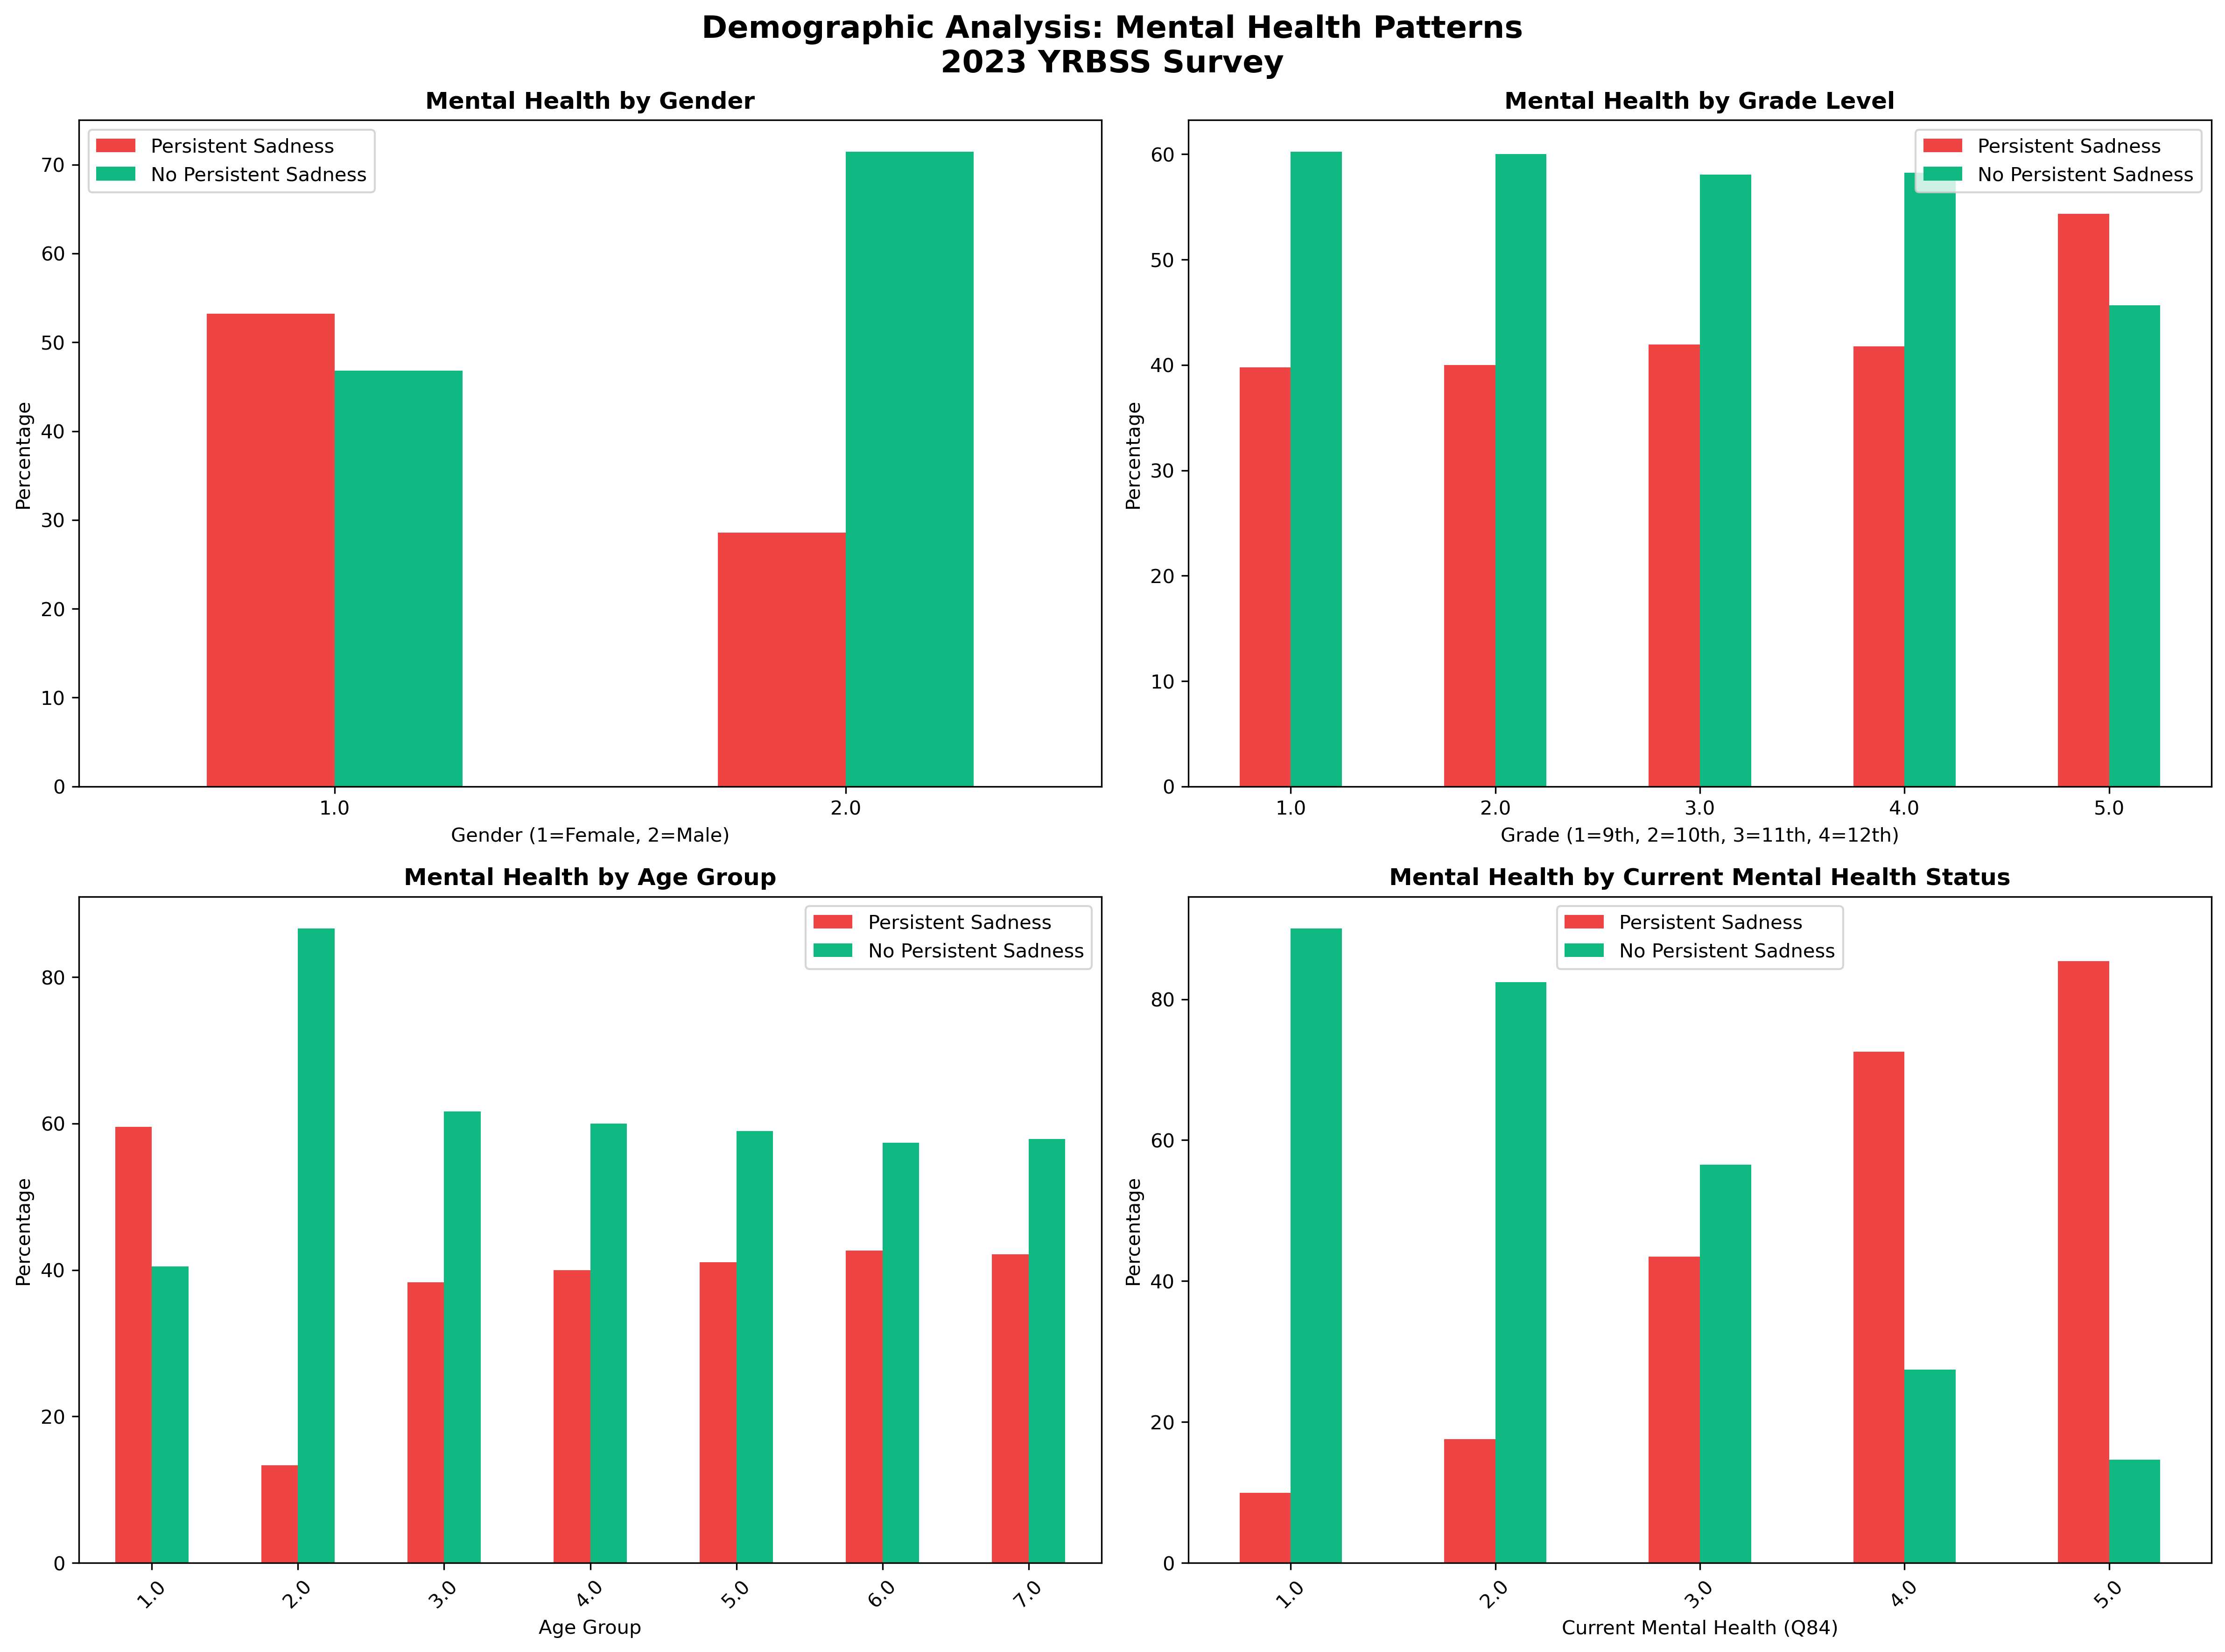 Demographic Analysis: Mental Health Patterns
2023 YRBSS Survey
Mental Health by Gender
Persistent Sadness
No Persistent Sadness
Percentage
70
60
50
40
30
20
10
0
1.0
2.0
Gender (1=Female, 2=Male)
Mental Health by Grade Level
Persistent Sadness
No Persistent Sadness
Percentage
60
50
40
30
20
10
0
1.0
2.0
3.0
4.0
5.0
Grade (1=9th, 2=10th, 3=11th, 4=12th)
Mental Health by Age Group
Persistent Sadness
No Persistent Sadness
Percentage
80
60
40
20
0
1.0
2.0
3.0
4.0
5.0
6.0
7.0
Age Group
Mental Health by Current Mental Health Status
Persistent Sadness
No Persistent Sadness
Percentage
80
60
40
20
0
1.0
2.0
3.0
4.0
5.0
Current Mental Health (Q84)